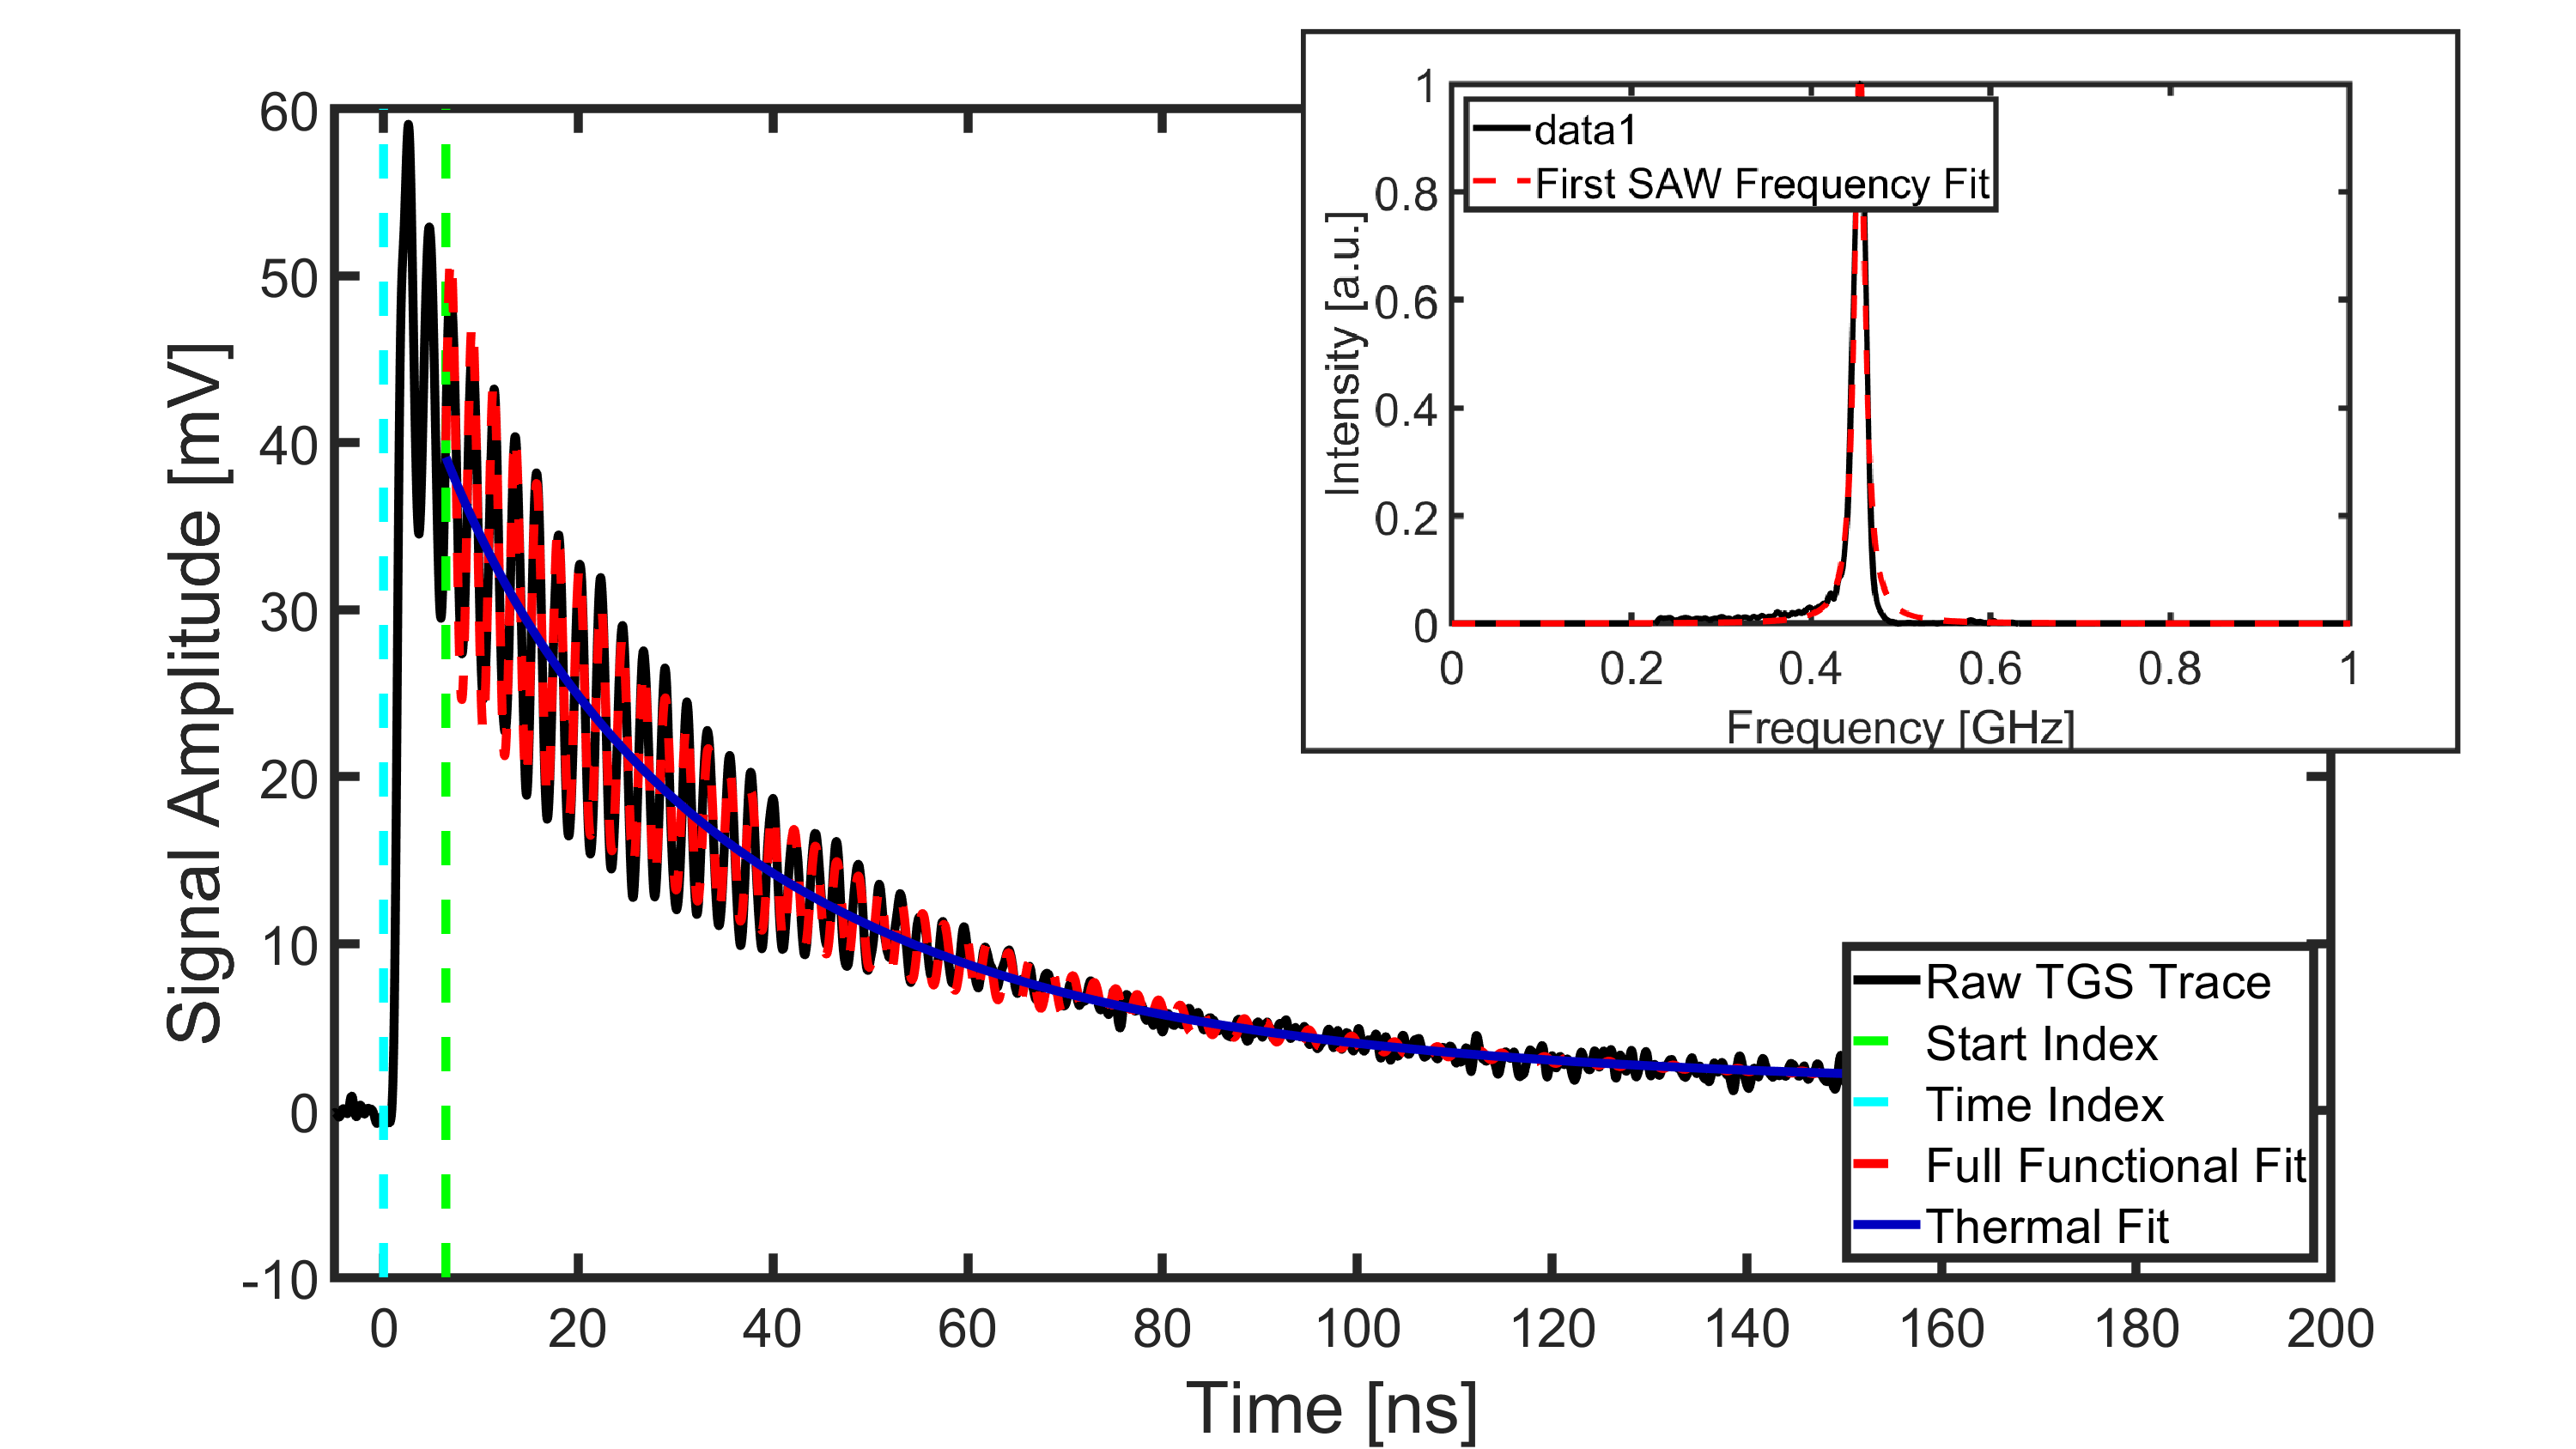 60
50
40
30
20
10
0
-10
Signal Amplitude [mV]
0 20 40 60 80 100 120 140 160 180 200
Time [ns]
1
0.8
0.6
0.4
0.2
0
Intensity [a.u.]
data1
First SAW Frequency Fit
0 0.2 0.4 0.6 0.8 1
Frequency [GHz]
Raw TGS Trace
Start Index
Time Index
Full Functional Fit
Thermal Fit